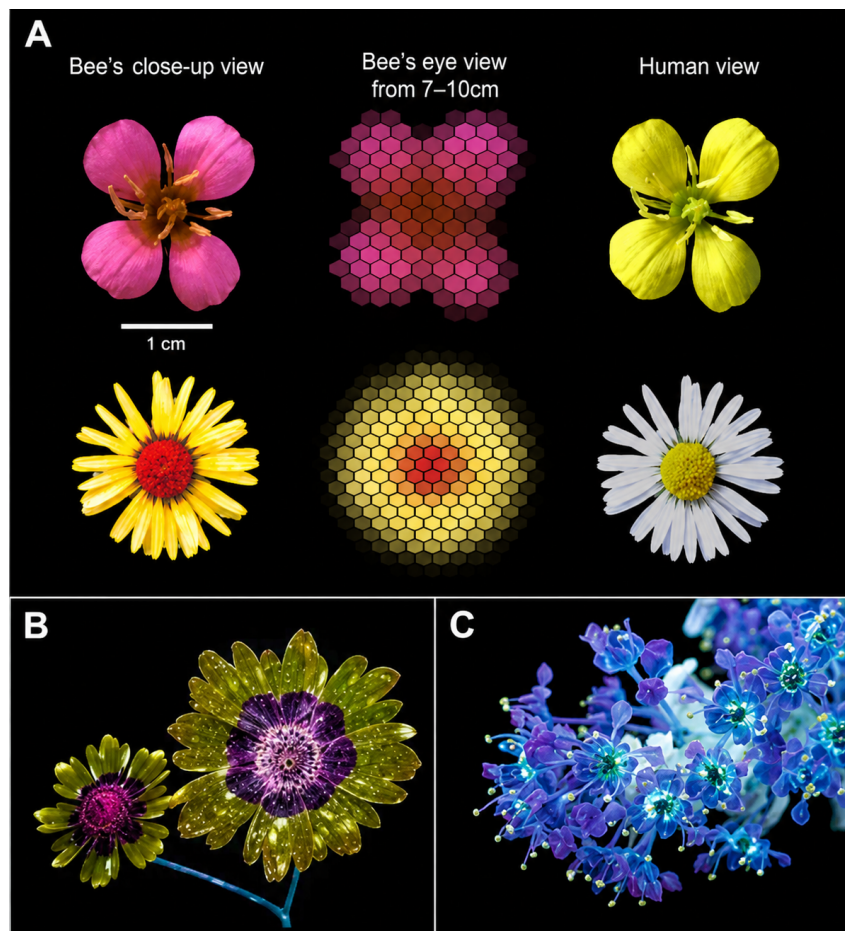 A
Bee’s close-up view
Bee’s eye view
from 7–10cm
Human view
1 cm
B
C